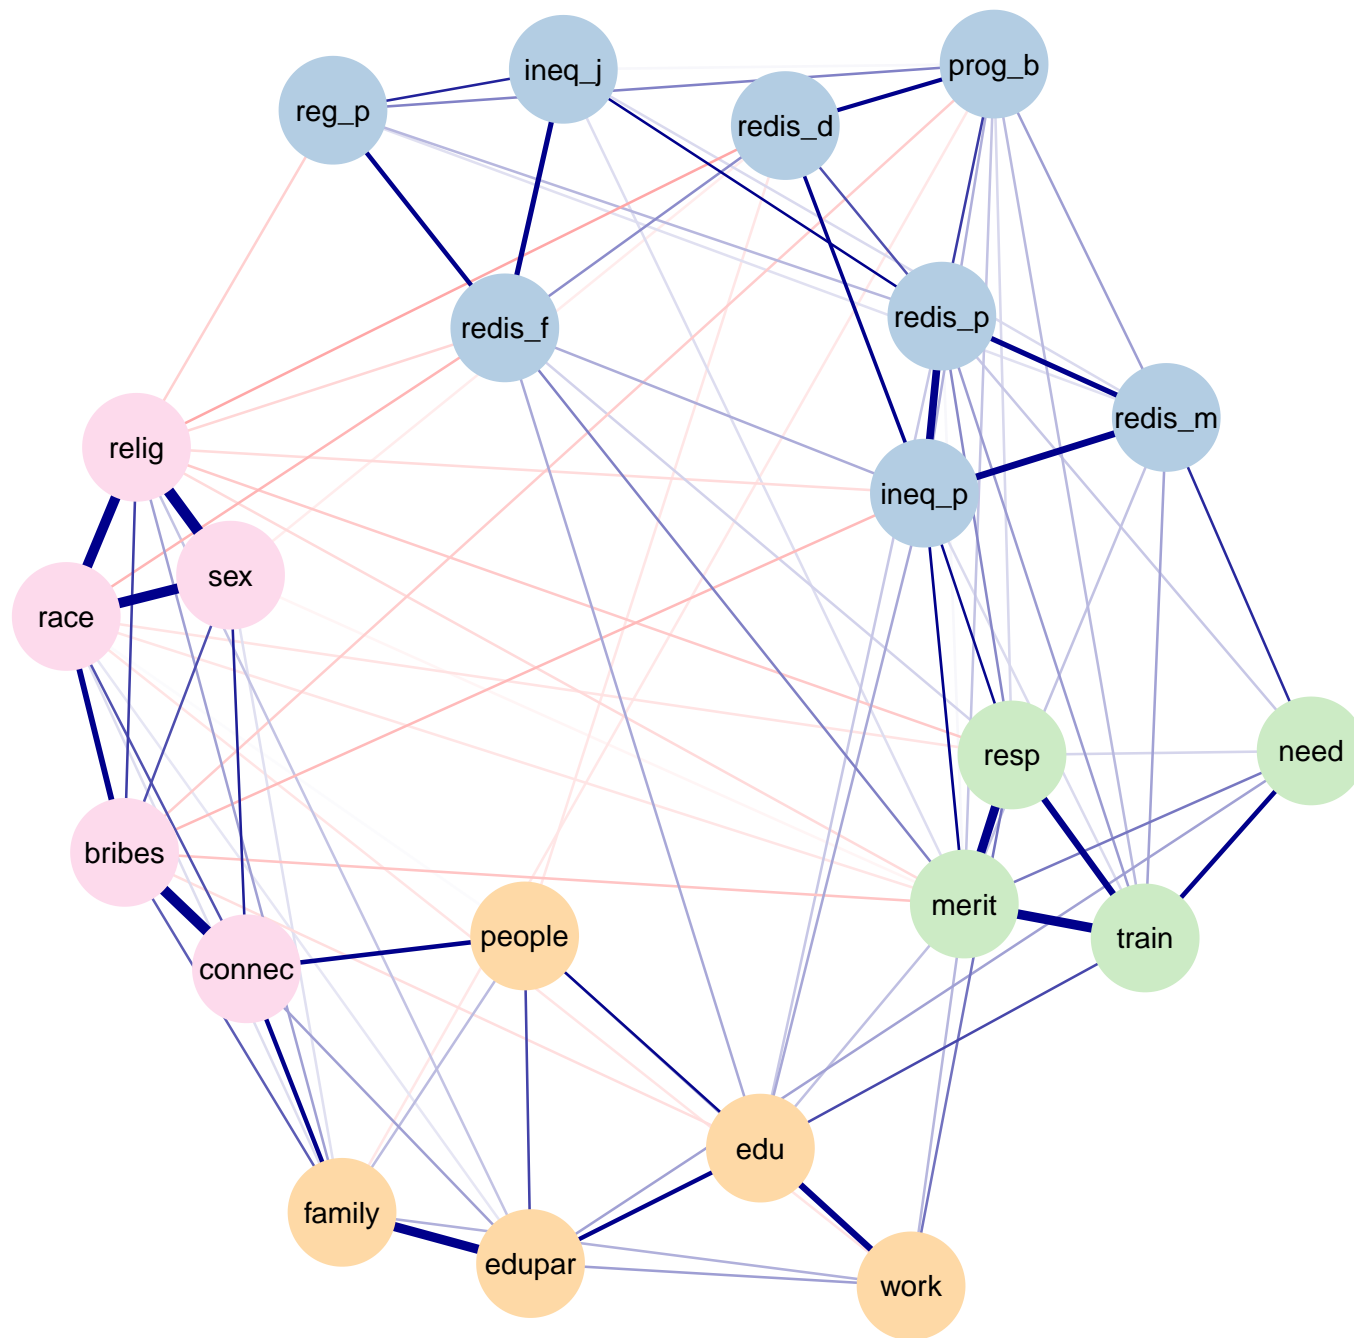 ineq_j
prog_b
reg_p
redis_d
redis_p
redis_f
redis_m
relig
ineq_p
sex
race
resp
need
bribes
merit
people
train
connec
edu
family
edupar
work